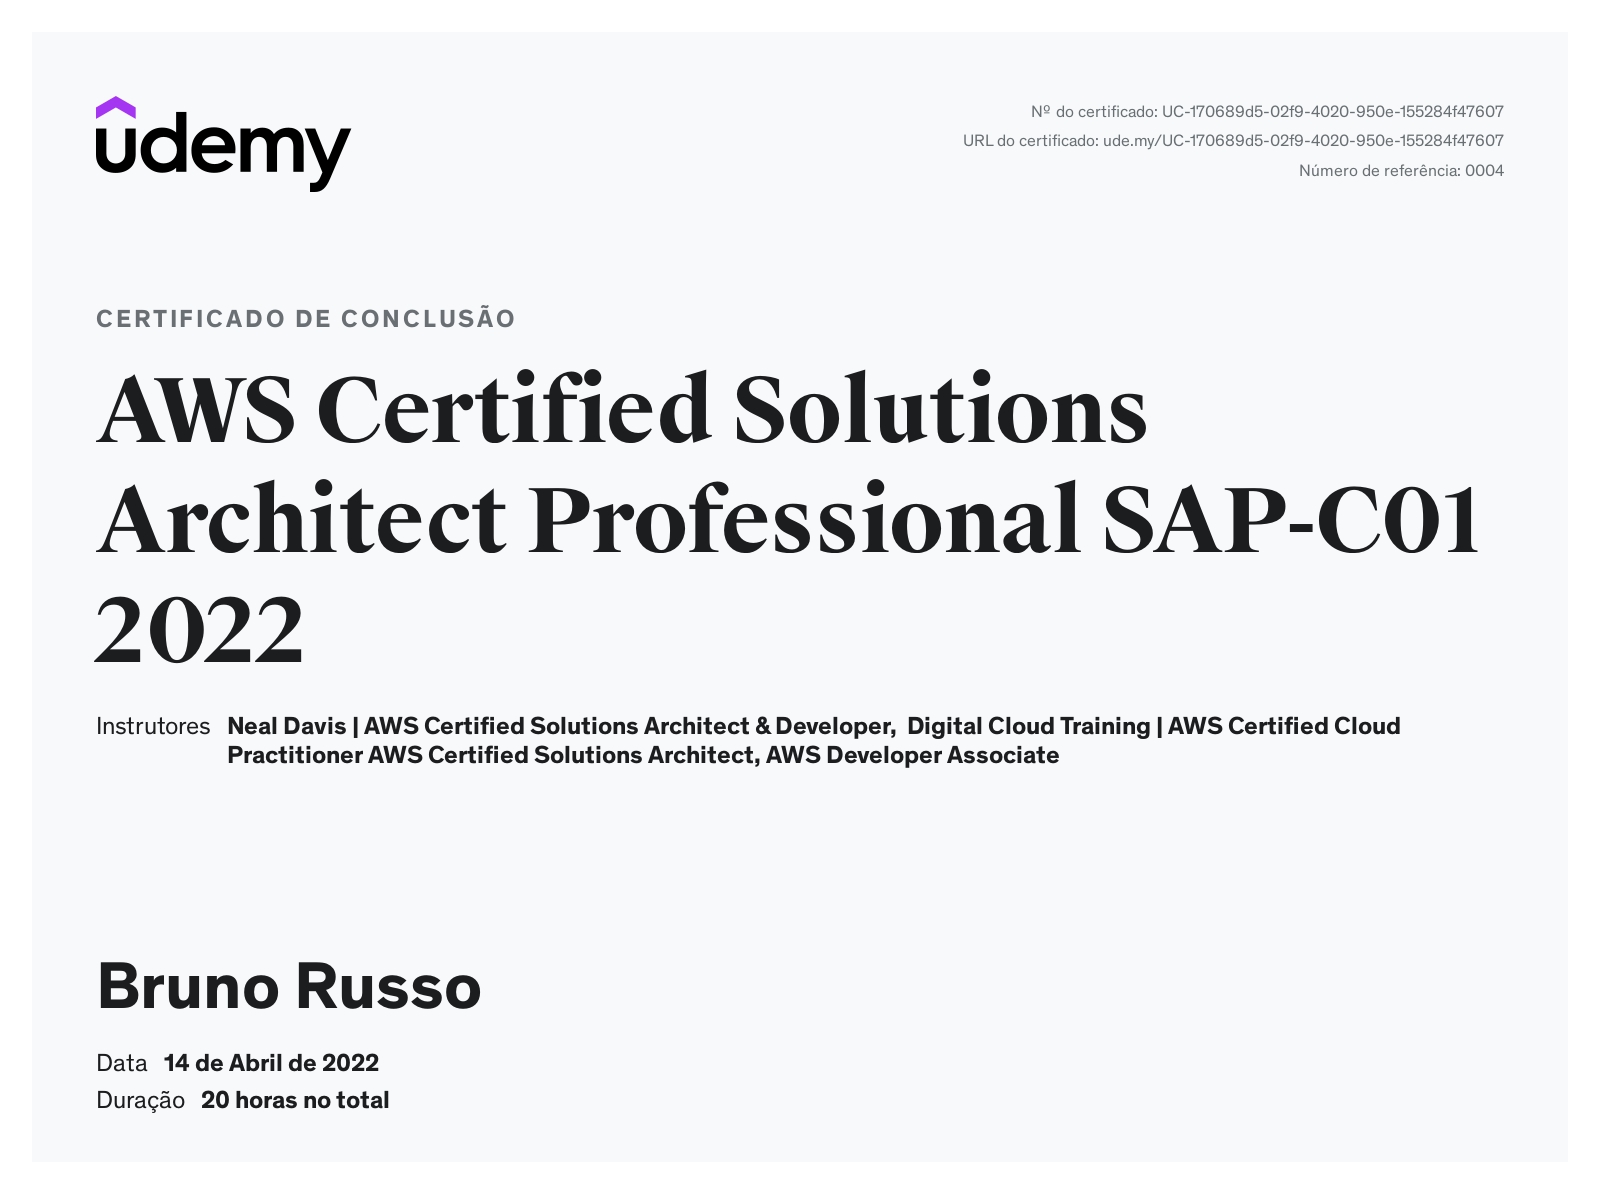 udemy
Nº do certificado: UC-170689d5-02f9-4020-950e-155284f47607
URL do certificado: ude.my/UC-170689d5-02f9-4020-950e-155284f47607
Número de referência: 0004
CERTIFICADO DE CONCLUSÃO
AWS Certified Solutions
Architect Professional SAP-C01
2022
Instrutores Neal Davis | AWS Certified Solutions Architect & Developer, Digital Cloud Training | AWS Certified Cloud
Practitioner AWS Certified Solutions Architect, AWS Developer Associate
Bruno Russo
Data 14 de Abril de 2022
Duração 20 horas no total